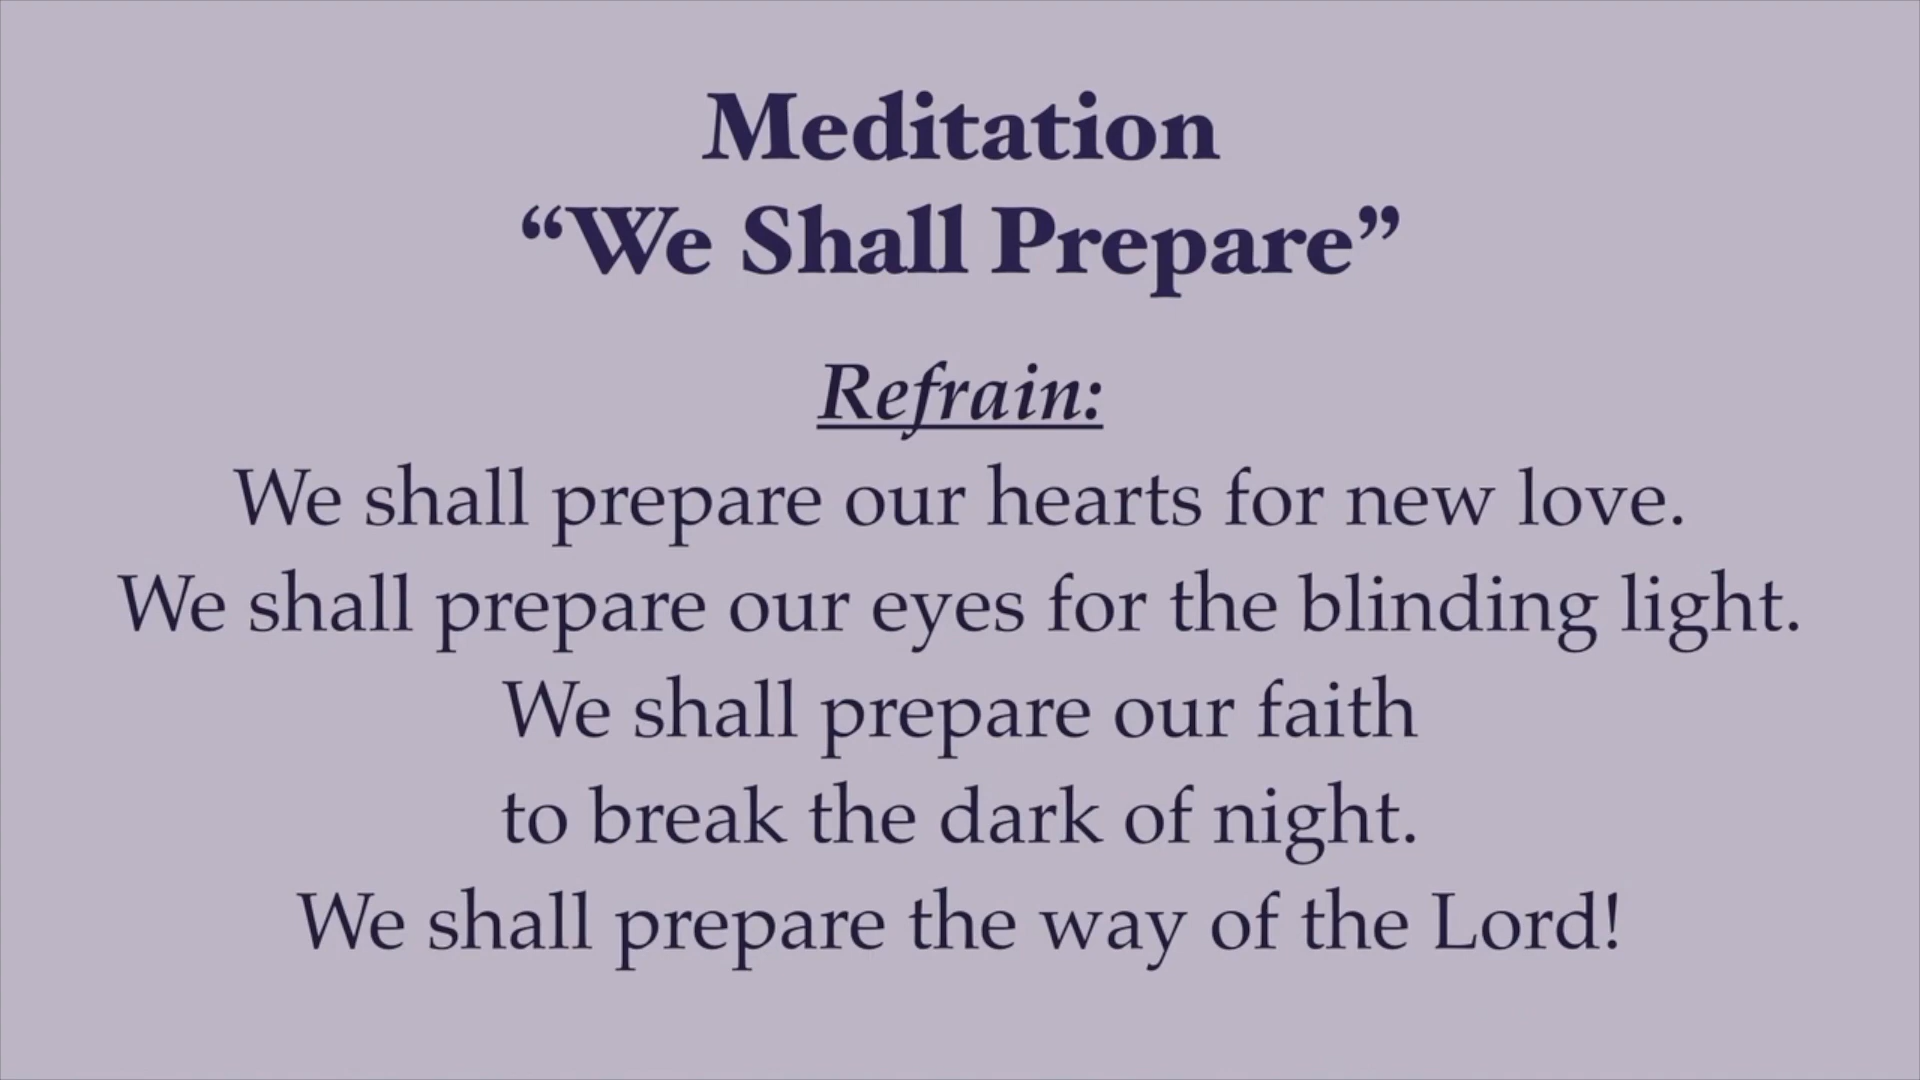 Meditation
“We Shall Prepare”
Refrain:
We shall prepare our hearts for new love.
We shall prepare our eyes for the blinding light.
We shall prepare our faith
to break the dark of night.
We shall prepare the way of the Lord!